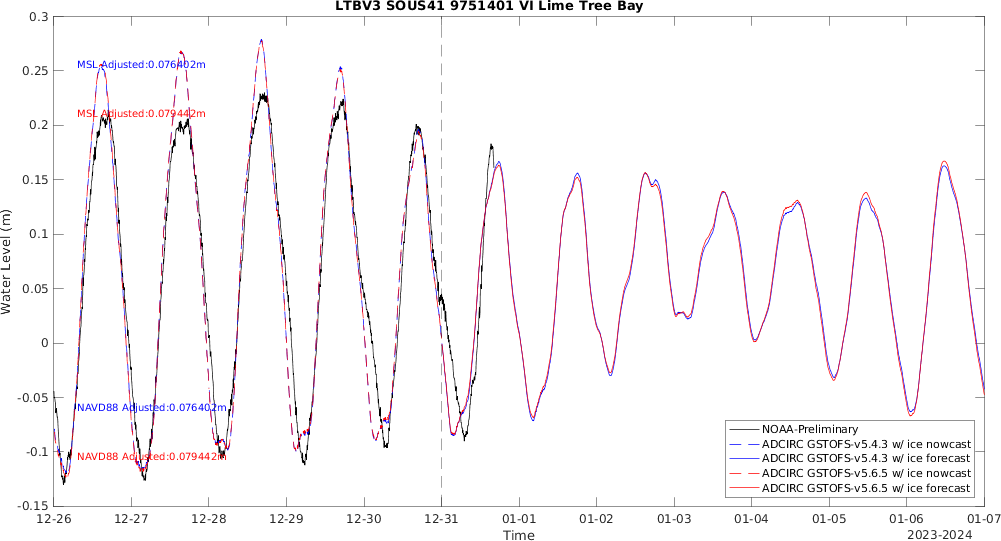 LTBV3 SOUS41 9751401 VI Lime Tree Bay
0.3
0.25
0.2
0.15
0.1
0.05
0
-0.05
-0.1
-0.15
Water Level (m)
MSL Adjusted:0.076402m
MSL Adjusted:0.079442m
NAVD88 Adjusted:0.076402m
NAVD88 Adjusted:0.079442m
NOAA-Preliminary
ADCIRC GSTOFS-v5.4.3 w/ ice nowcast
ADCIRC GSTOFS-v5.4.3 w/ ice forecast
ADCIRC GSTOFS-v5.6.5 w/ ice nowcast
ADCIRC GSTOFS-v5.6.5 w/ ice forecast
12-26 12-27 12-28 12-29 12-30 12-31 01-01 01-02 01-03 01-04 01-05 01-06 01-07
Time
2023-2024